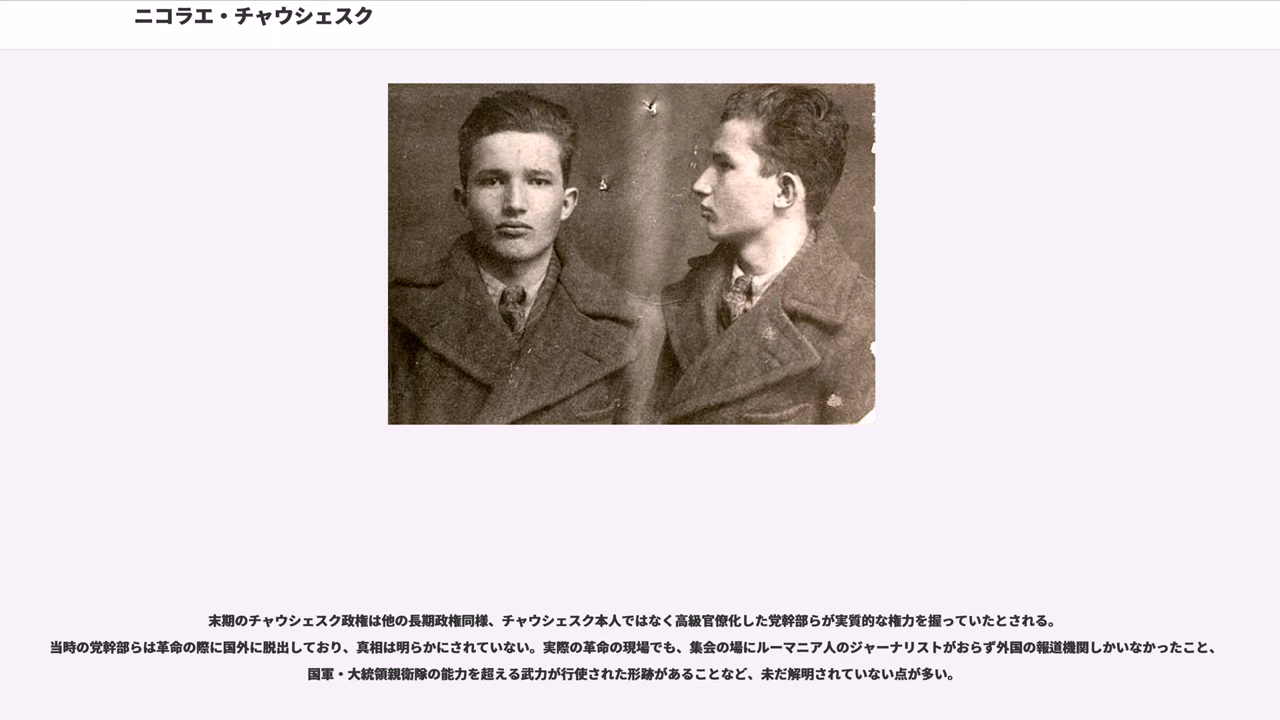 ニコラエ・チャウシェスク
末期のチャウシェスク政権は他の長期政権同様、チャウシェスク本人ではなく高級官僚化した党幹部らが実質的な権力を握っていたとされる。
当時の党幹部らは革命の際に国外に脱出しており、真相は明らかにされていない。実際の革命の現場でも、集会の場にルーマニア人のジャーナリストがおらず外国の報道機関しかいなかったこと、
国軍・大統領親衛隊の能力を超える武力が行使された形跡があることなど、未だ解明されていない点が多い。